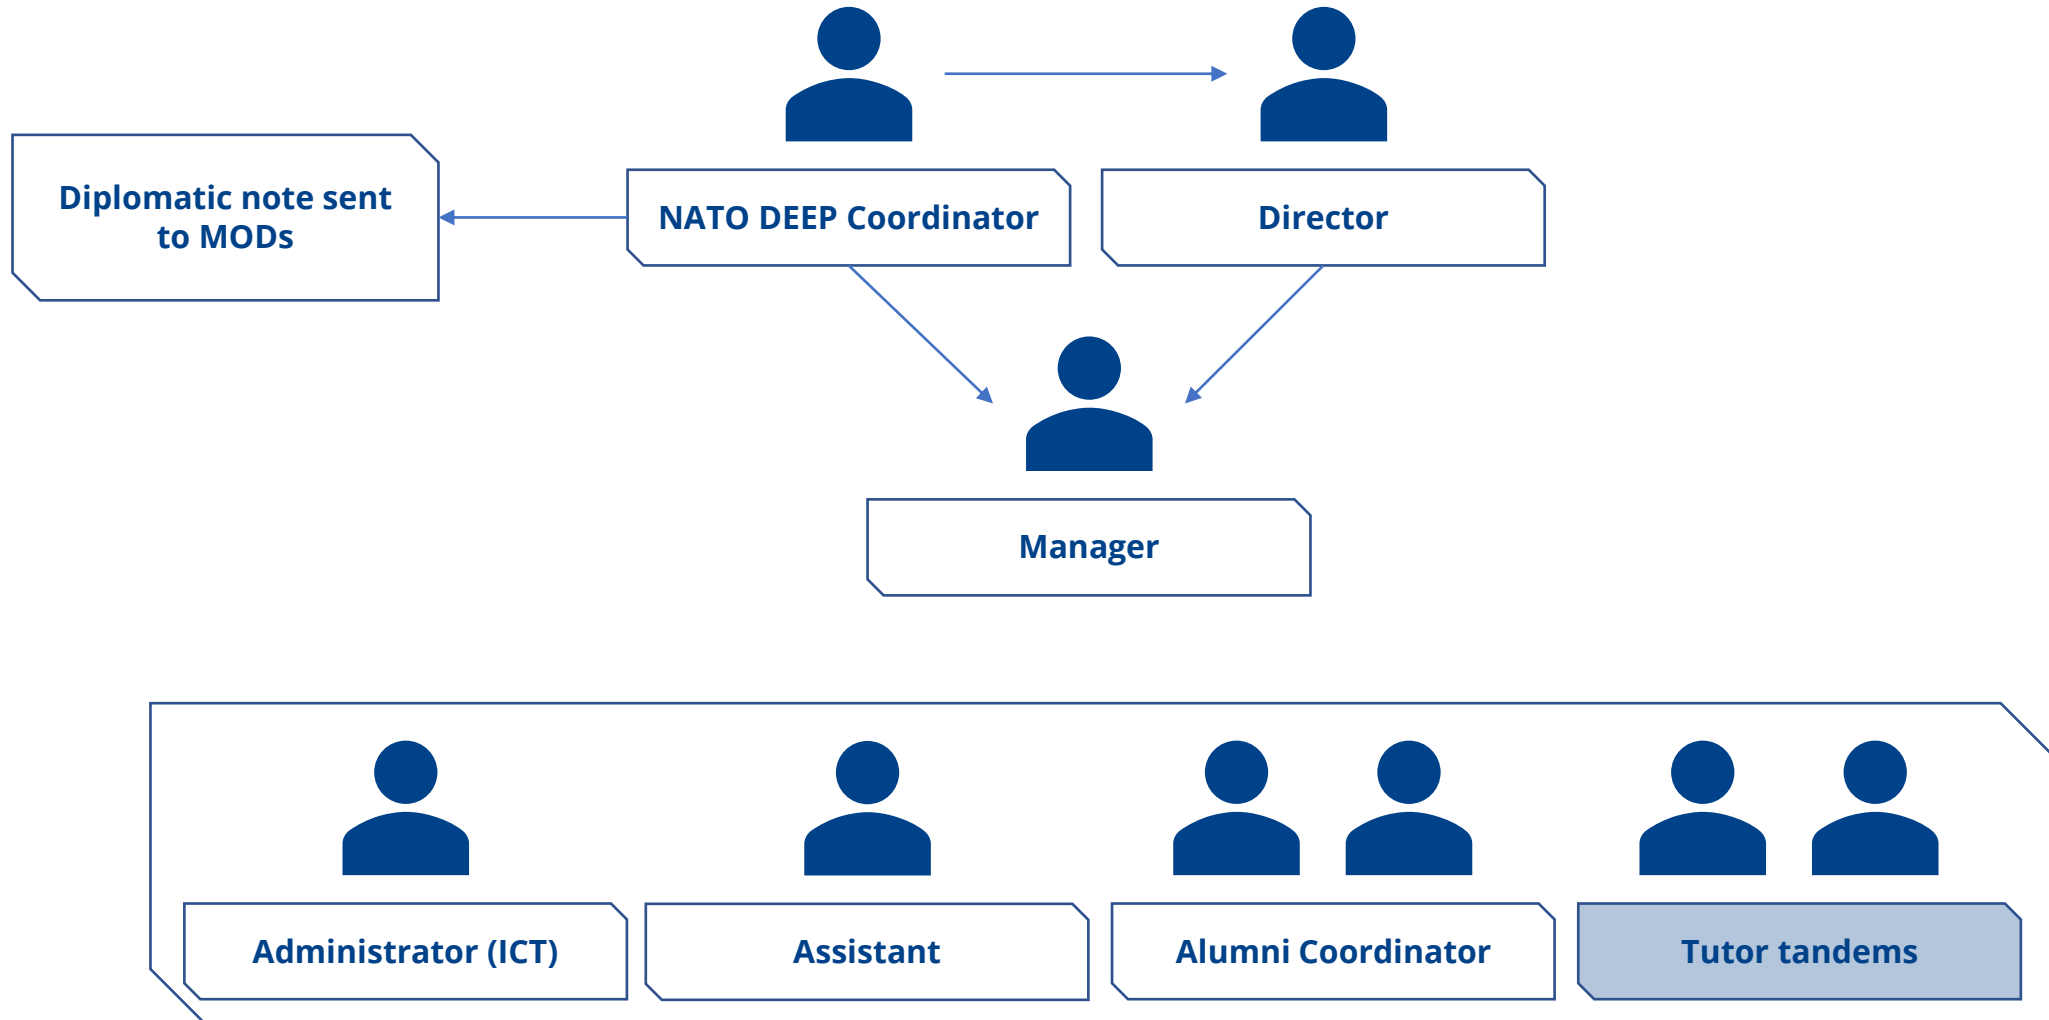 Diplomatic note sent
to MODs
NATO DEEP Coordinator
Director
Manager
Administrator (ICT)
Assistant
Alumni Coordinator
Tutor tandems